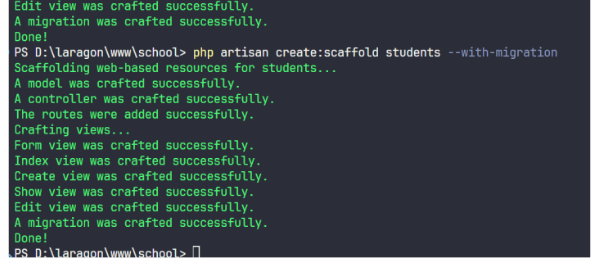 Edit view was crafted successfully.
A migration was crafted successfully.
Done!
PS D:\laragon\www\school> php artisan create:scaffold students --with-migration
Scaffolding web-based resources for students...
A model was crafted successfully.
A controller was crafted successfully.
The routes were added successfully.
Crafting views...
Form view was crafted successfully.
Index view was crafted successfully.
Create view was crafted successfully.
Show view was crafted successfully.
Edit view was crafted successfully.
A migration was crafted successfully.
Done!
PS D:\laragon\www\school>